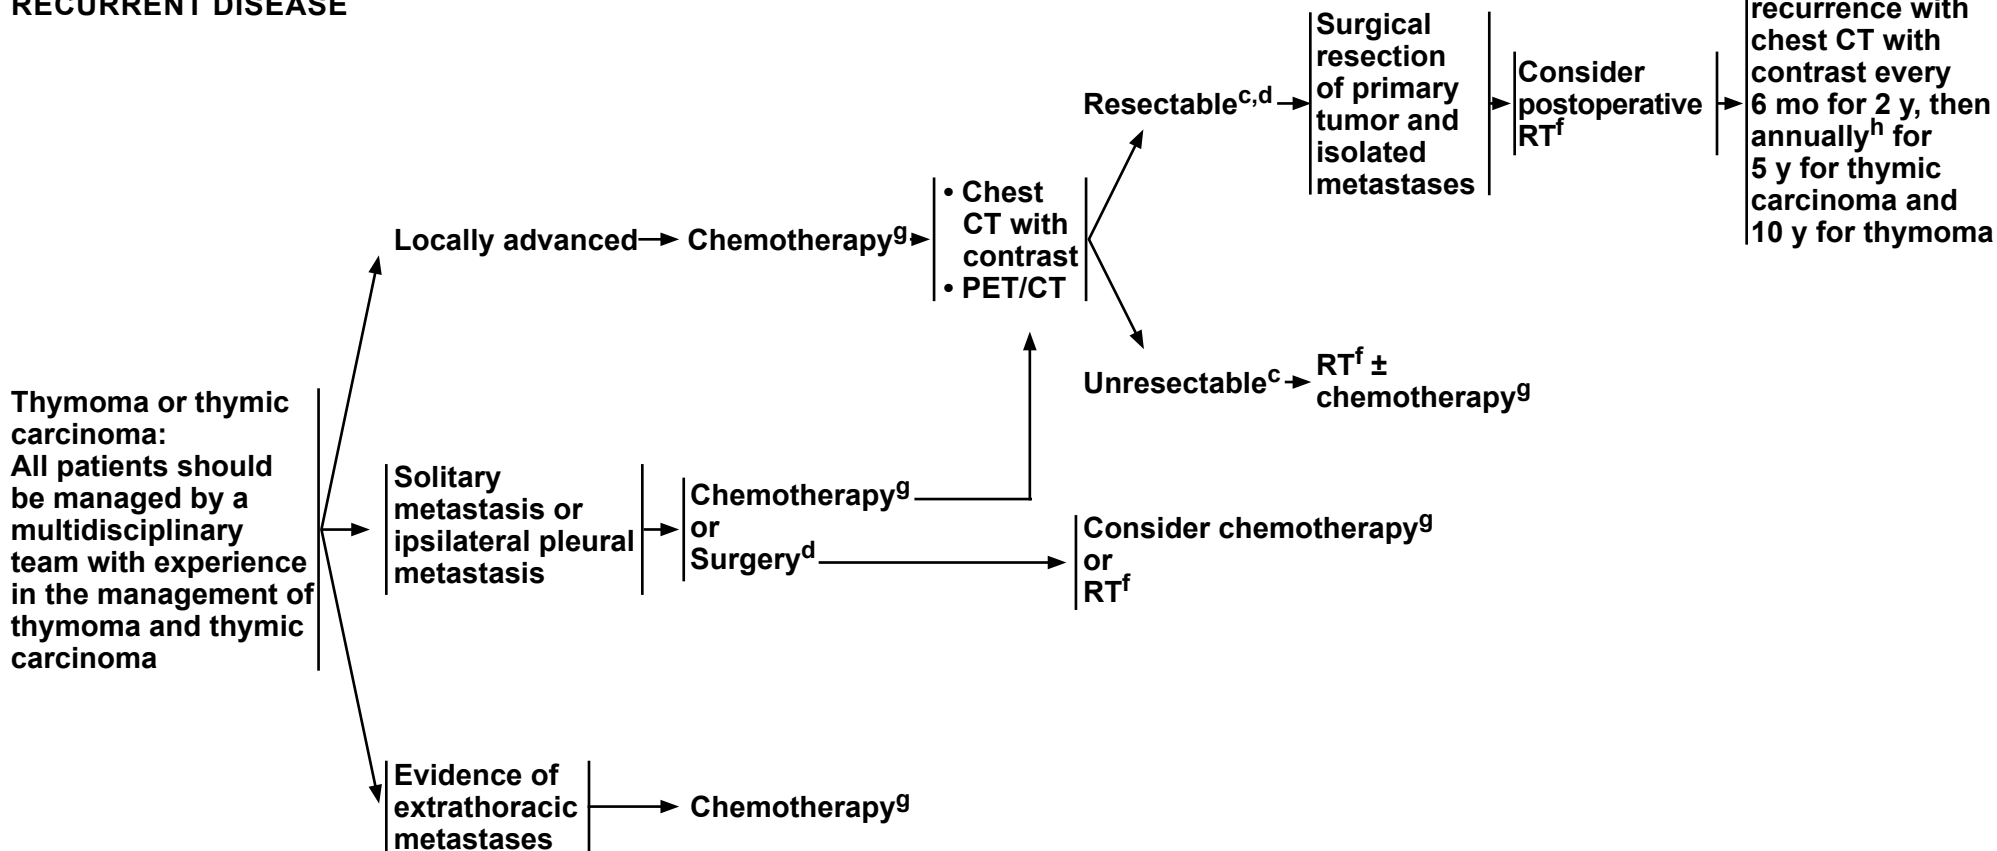 RECURRENT DISEASE
Thymoma or thymic
carcinoma:
All patients should
be managed by a
multidisciplinary
team with experience
in the management of
thymoma and thymic
carcinoma
Locally advanced
Chemotherapyg
• Chest
CT with
contrast
• PET/CT
Resectablec,d
Surgical
resection
of primary
tumor and
isolated
metastases
Consider
postoperative
RTf
recurrence with
chest CT with
contrast every
6 mo for 2 y, then
annuallyh for
5 y for thymic
carcinoma and
10 y for thymoma
Unresectablec
RTf ±
chemotherapyg
Solitary
metastasis or
ipsilateral pleural
metastasis
Chemotherapyg
or
Surgeryd
Consider chemotherapyg
or
RTf
Evidence of
extrathoracic
metastases
Chemotherapyg